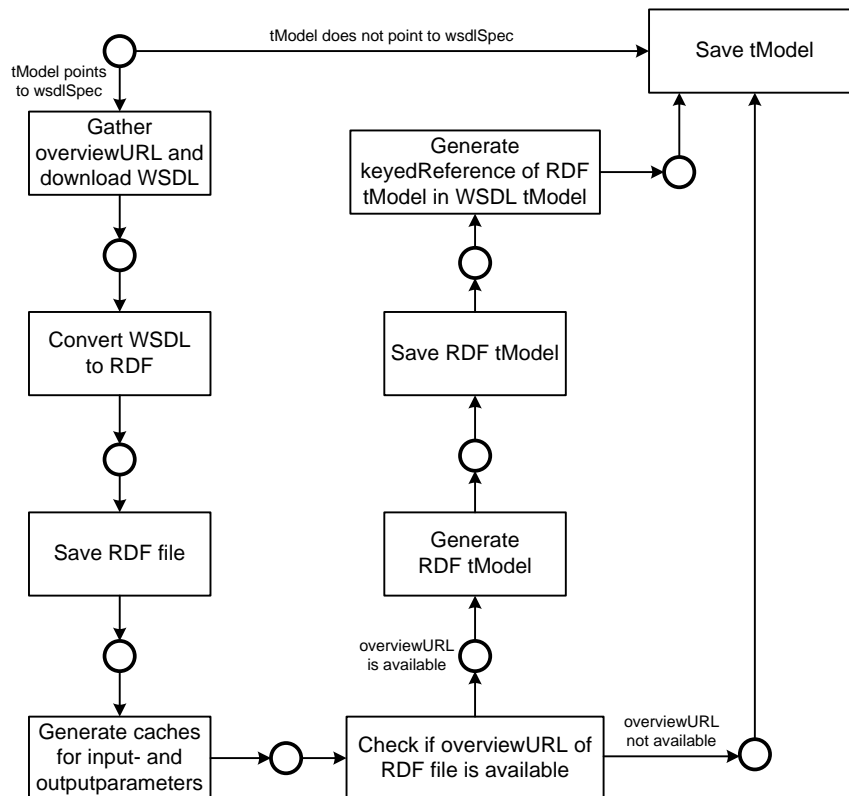 tModel does not point to wsdlSpec
Save tModel
tModel points
to wsdlSpec
Gather
overviewURL and
download WSDL
Generate
keyedReference of RDF
tModel in WSDL tModel
Convert WSDL
to RDF
Save RDF tModel
Save RDF file
Generate
RDF tModel
overviewURL
is available
Generate caches
for input- and
outputparameters
Check if overviewURL of
RDF file is available
overviewURL
not available